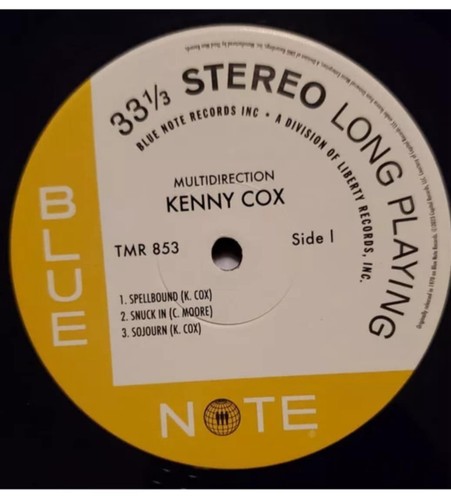 33⅓ STEREO LONG PLAYING
BLUE NOTE RECORDS INC • A DIVISION OF LIBERTY RECORDS, INC.
MULTIDIRECTION
KENNY COX
TMR 853
Side I
1. SPELLBOUND (K. COX)
2. SNUCK IN (C. MOORE)
3. SOJOURN (K. COX)
BLUE
NOTE